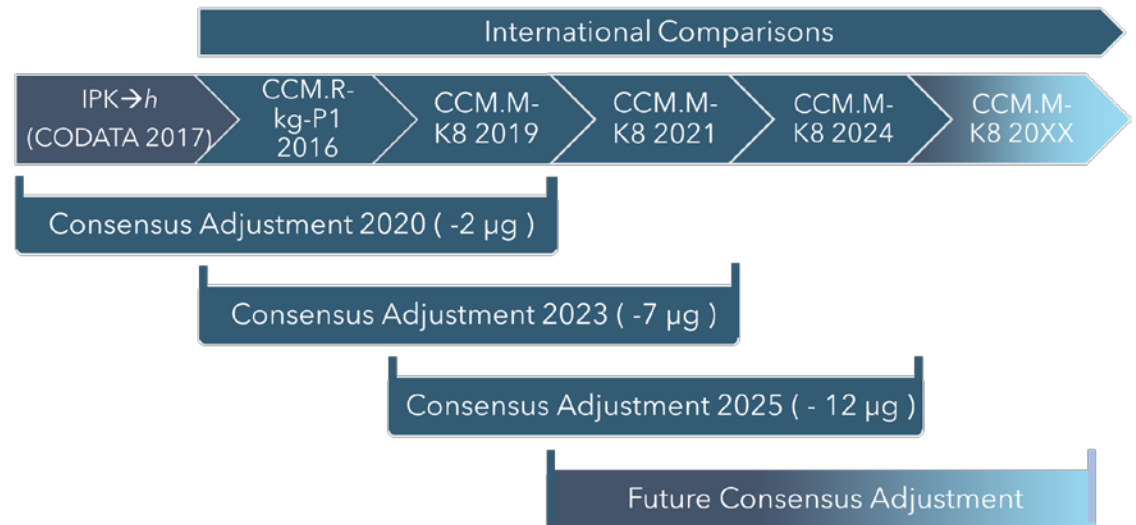 International Comparisons
IPK→h
(CODATA 2017)
CCM.R-
kg-P1
2016
CCM.M-
K8 2019
CCM.M-
K8 2021
CCM.M-
K8 2024
CCM.M-
K8 20XX
Consensus Adjustment 2020 ( -2 µg )
Consensus Adjustment 2023 ( -7 µg )
Consensus Adjustment 2025 ( - 12 µg )
Future Consensus Adjustment